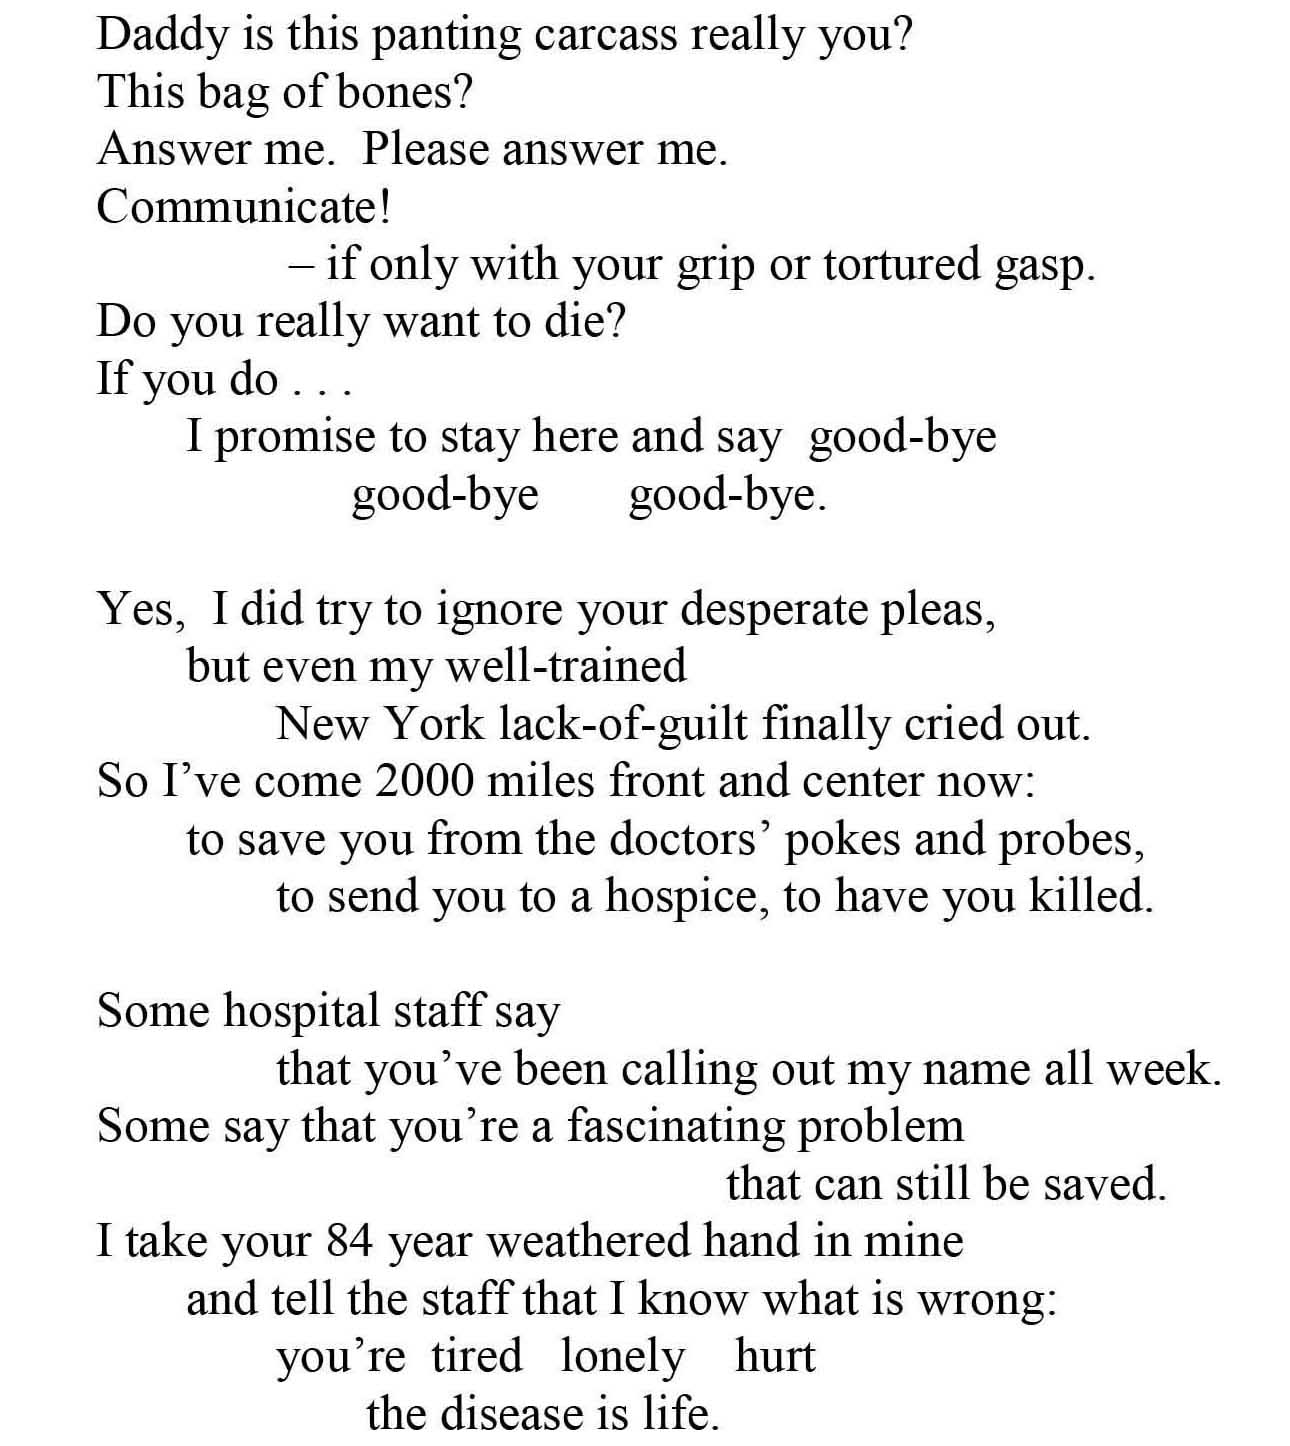 Daddy is this panting carcass really you?
This bag of bones?
Answer me.  Please answer me.
Communicate!
– if only with your grip or tortured gasp.
Do you really want to die?
If you do . . .
I promise to stay here and say  good-bye
good-bye      good-bye.
Yes,  I did try to ignore your desperate pleas,
but even my well-trained
New York lack-of-guilt finally cried out.
So I’ve come 2000 miles front and center now:
to save you from the doctors’ pokes and probes,
to send you to a hospice, to have you killed.
Some hospital staff say
that you’ve been calling out my name all week.
Some say that you’re a fascinating problem
that can still be saved.
I take your 84 year weathered hand in mine
and tell the staff that I know what is wrong:
you’re  tired   lonely    hurt
the disease is life.